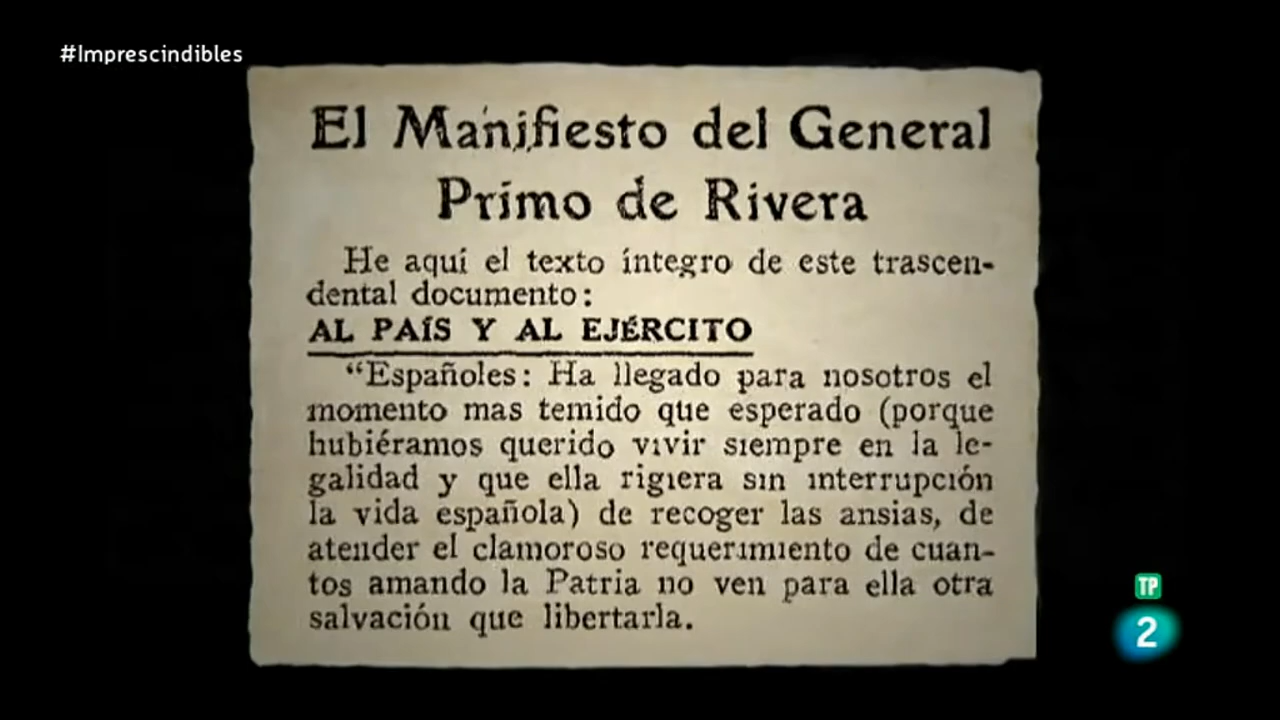 #Imprescindibles
El Manifiesto del General
Primo de Rivera
He aquí el texto íntegro de este trascen-
dental documento:
AL PAÍS Y AL EJÉRCITO
“Españoles: Ha llegado para nosotros el
momento mas temido que esperado (porque
hubiéramos querido vivir siempre en la le-
galidad y que ella rigiera sin interrupción
la vida española) de recoger las ansias, de
atender el clamoroso requerimiento de cuan-
tos amando la Patria no ven para ella otra
salvación que libertarla.
TP
2